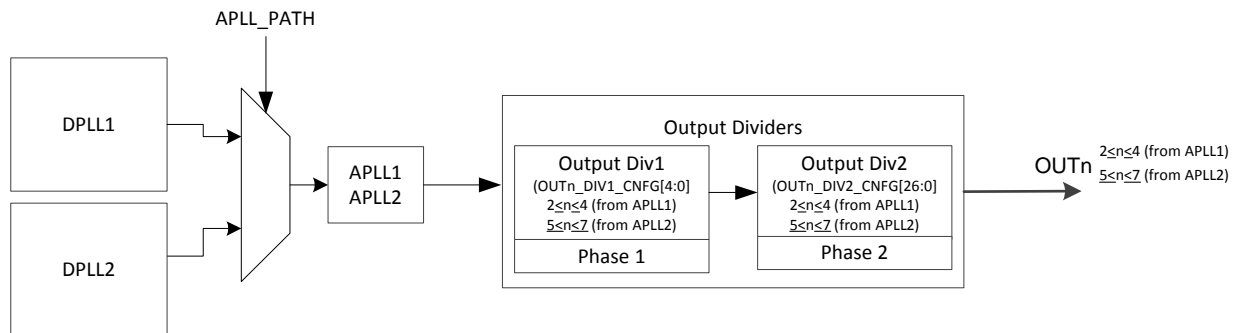 APLL_PATH
DPLL1
DPLL2
APLL1
APLL2
Output Dividers
Output Div1
(OUTn_DIV1_CNFG[4:0]
2≤n≤4 (from APLL1)
5≤n≤7 (from APLL2)
Phase 1
Output Div2
(OUTn_DIV2_CNFG[26:0]
2≤n≤4 (from APLL1)
5≤n≤7 (from APLL2)
Phase 2
OUTn
2≤n≤4 (from APLL1)
5≤n≤7 (from APLL2)